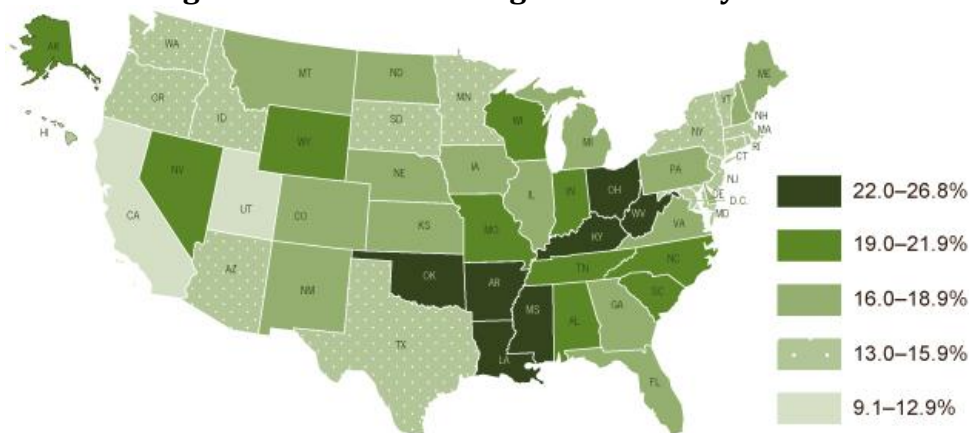 WA
AK
MT
ND
ME
OR
MN
VT
ID
SD
WI
NH
HI
NY
MA
WY
MI
RI
CT
NV
NE
IA
PA
NJ
22.0–26.8%
IL
IN
OH
DE
D.C.
CA
UT
CO
WV
MD
KS
MO
KY
VA
19.0–21.9%
AZ
NM
OK
TN
NC
AR
SC
16.0–18.9%
MS
AL
GA
TX
13.0–15.9%
LA
FL
9.1–12.9%